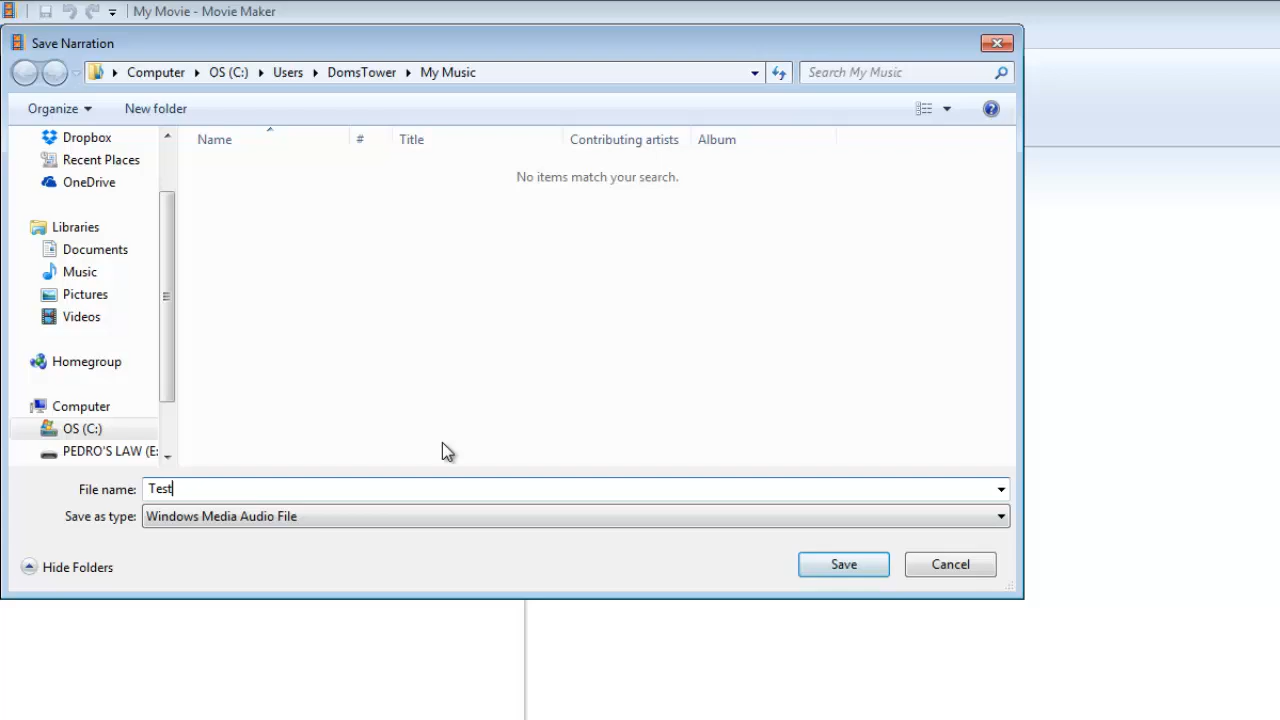 My Movie - Movie Maker
Save Narration
Computer OS (C:) Users DomsTower My Music
Search My Music
Organize New folder
Name # Title Contributing artists Album
No items match your search.
Dropbox
Recent Places
OneDrive
Libraries
Documents
Music
Pictures
Videos
Homegroup
Computer
OS (C:)
PEDRO'S LAW (E:
File name: Test
Save as type: Windows Media Audio File
Hide Folders
Save Cancel